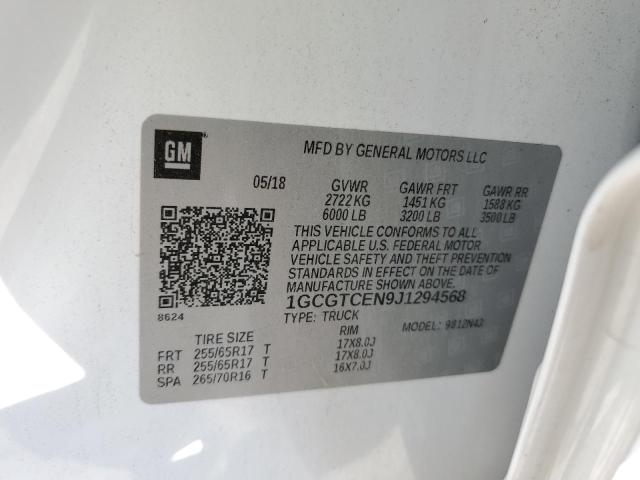 GM
MFD BY GENERAL MOTORS LLC
05/18 GVWR GAWR FRT GAWR RR
2722 KG 1451 KG 1588 KG
6000 LB 3200 LB 3500 LB
THIS VEHICLE CONFORMS TO ALL
APPLICABLE U.S. FEDERAL MOTOR
VEHICLE SAFETY AND THEFT PREVENTION
STANDARDS IN EFFECT ON THE DATE OF
MANUFACTURE SHOWN ABOVE.
1GCGTCEN9J1294568
8624
TYPE: TRUCK
MODEL: 9812N43
TIRE SIZE RIM
FRT 255/65R17 T 17X8.0J
RR 255/65R17 T 17X8.0J
SPA 265/70R16 T 16X7.0J